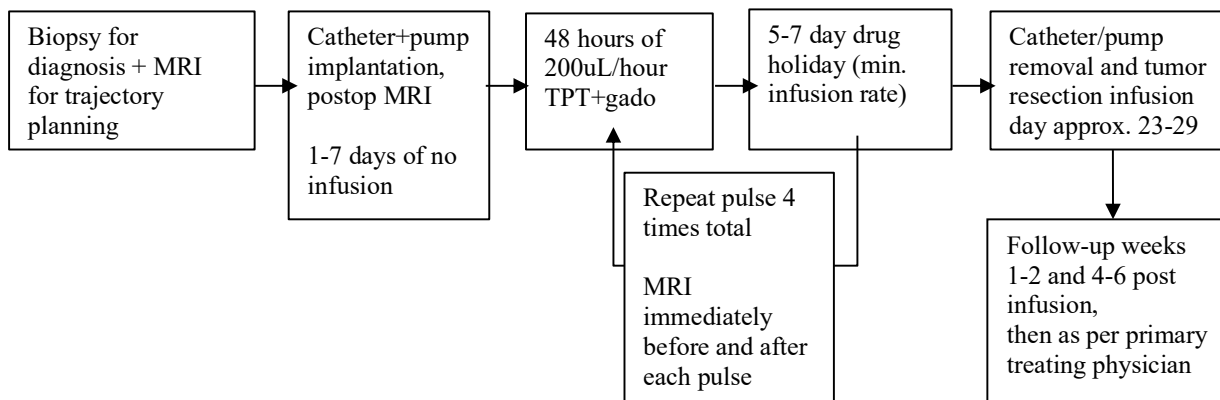 Biopsy for
diagnosis + MRI
for trajectory
planning
Catheter+pump
implantation,
postop MRI
1-7 days of no
infusion
48 hours of
200uL/hour
TPT+gado
5-7 day drug
holiday (min.
infusion rate)
Catheter/pump
removal and tumor
resection infusion
day approx. 23-29
Repeat pulse 4
times total
MRI
immediately
before and after
each pulse
Follow-up weeks
1-2 and 4-6 post
infusion,
then as per primary
treating physician